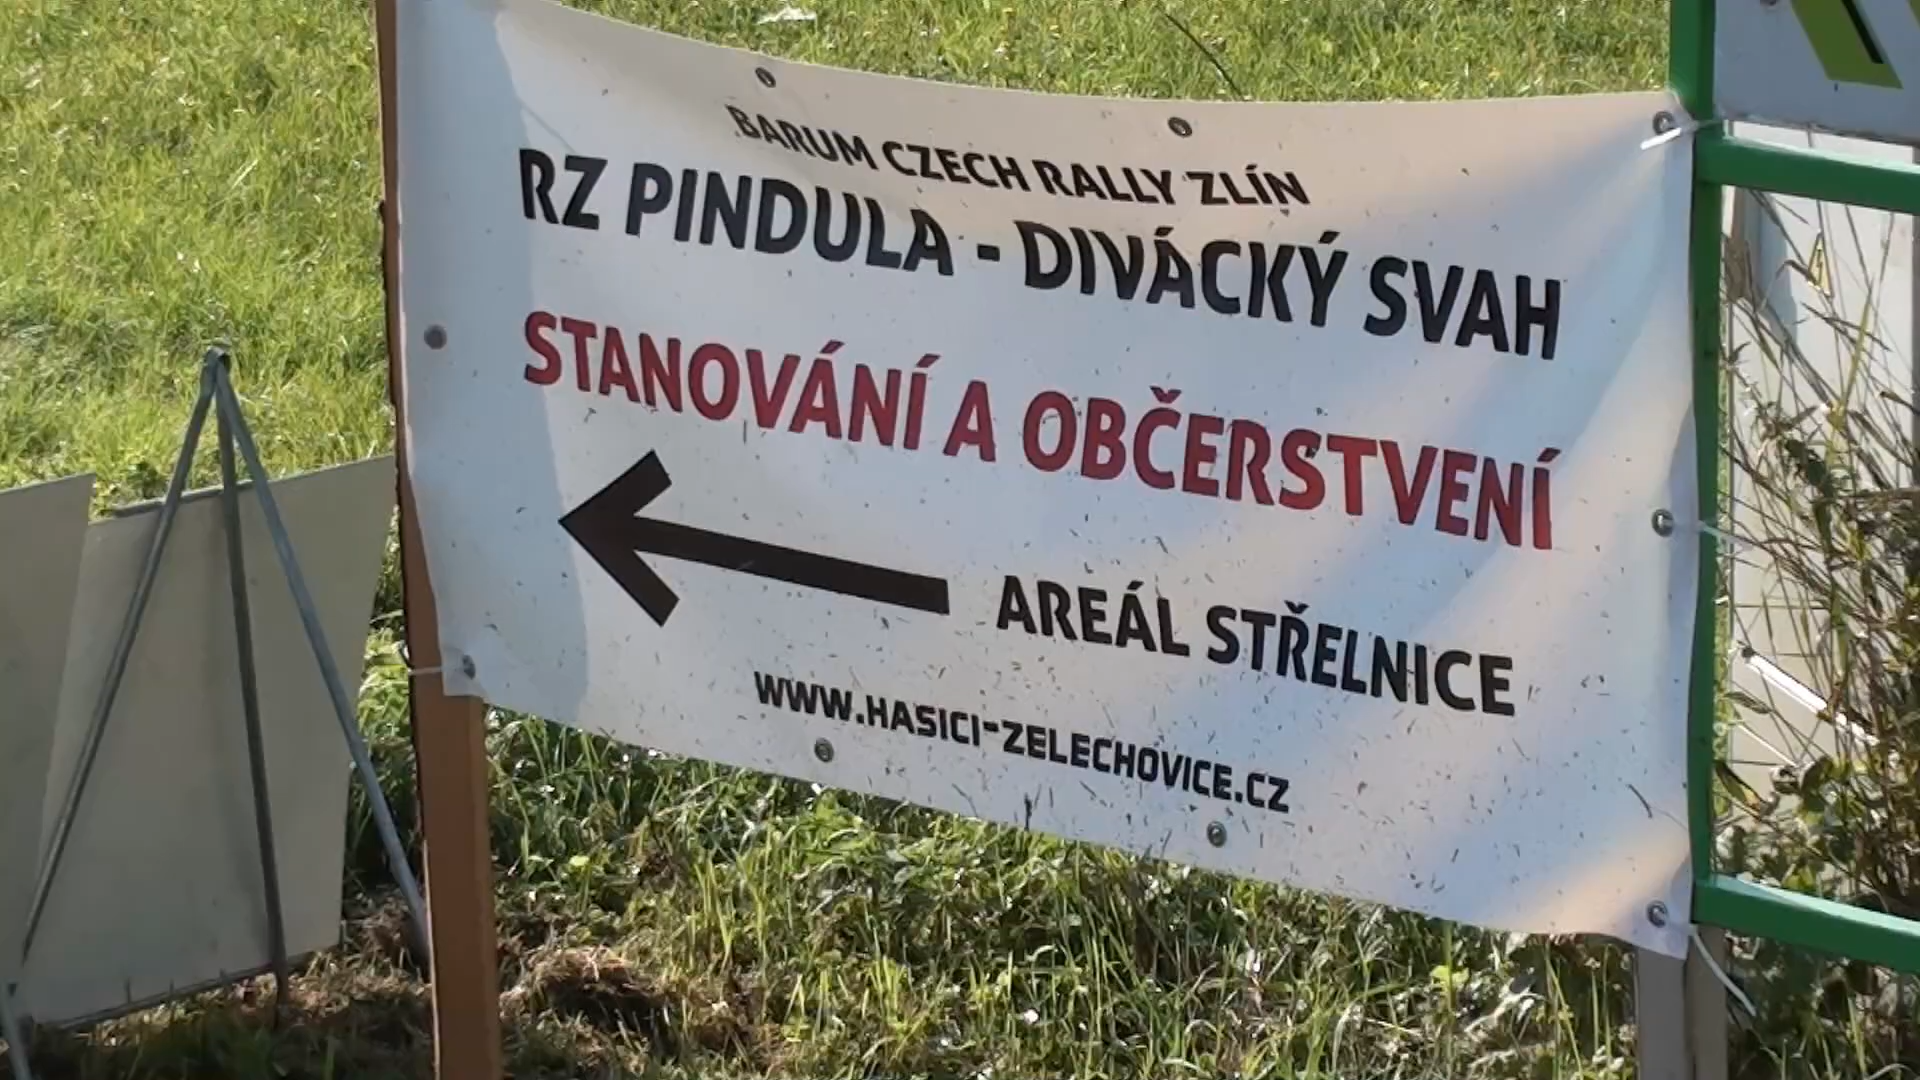 BARUM CZECH RALLY ZLÍN
RZ PINDULA - DIVÁCKÝ SVAH
STANOVÁNÍ A OBČERSTVENÍ
AREÁL STŘELNICE
WWW.HASICI-ZELECHOVICE.CZ